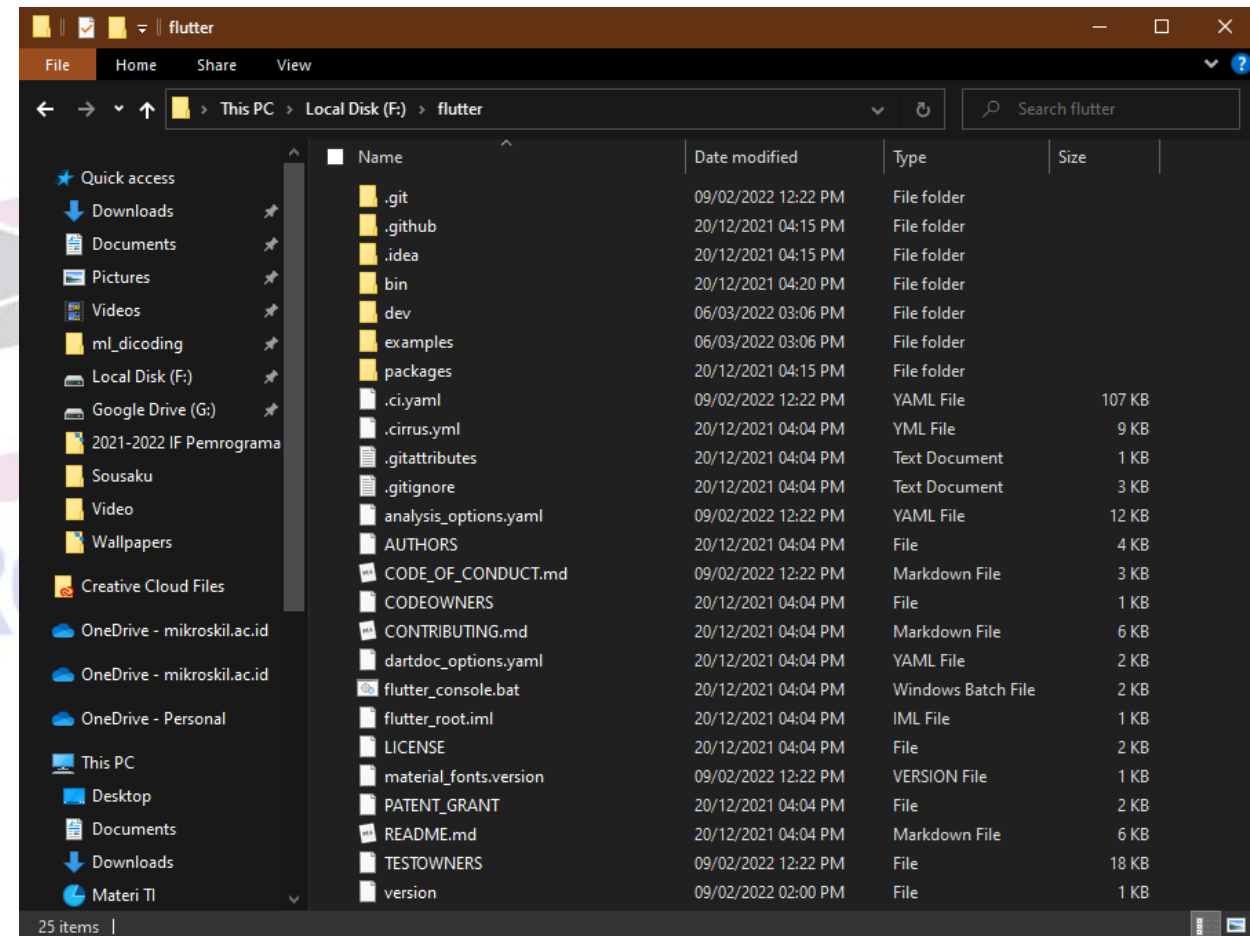 flutter
File Home Share View
This PC > Local Disk (F:) > flutter
Search flutter
Quick access
Downloads
Documents
Pictures
Videos
ml_dicoding
Local Disk (F:)
Google Drive (G:)
2021-2022 IF Pemrograma
Sousaku
Video
Wallpapers
Creative Cloud Files
OneDrive - mikroskil.ac.id
OneDrive - mikroskil.ac.id
OneDrive - Personal
This PC
Desktop
Documents
Downloads
Materi TI
Name Date modified Type Size
.git 09/02/2022 12:22 PM File folder
.github 20/12/2021 04:15 PM File folder
.idea 20/12/2021 04:15 PM File folder
bin 20/12/2021 04:20 PM File folder
dev 06/03/2022 03:06 PM File folder
examples 06/03/2022 03:06 PM File folder
packages 20/12/2021 04:15 PM File folder
.ci.yaml 09/02/2022 12:22 PM YAML File 107 KB
.cirrus.yml 20/12/2021 04:04 PM YML File 9 KB
.gitattributes 20/12/2021 04:04 PM Text Document 1 KB
.gitignore 20/12/2021 04:04 PM Text Document 3 KB
analysis_options.yaml 09/02/2022 12:22 PM YAML File 12 KB
AUTHORS 20/12/2021 04:04 PM File 4 KB
CODE_OF_CONDUCT.md 09/02/2022 12:22 PM Markdown File 3 KB
CODEOWNERS 20/12/2021 04:04 PM File 1 KB
CONTRIBUTING.md 20/12/2021 04:04 PM Markdown File 6 KB
dartdoc_options.yaml 20/12/2021 04:04 PM YAML File 2 KB
flutter_console.bat 20/12/2021 04:04 PM Windows Batch File 2 KB
flutter_root.iml 20/12/2021 04:04 PM IML File 1 KB
LICENSE 20/12/2021 04:04 PM File 2 KB
material_fonts.version 09/02/2022 12:22 PM VERSION File 1 KB
PATENT_GRANT 20/12/2021 04:04 PM File 2 KB
README.md 20/12/2021 04:04 PM Markdown File 6 KB
TESTOWNERS 09/02/2022 12:22 PM File 18 KB
version 09/02/2022 02:00 PM File 1 KB
25 items